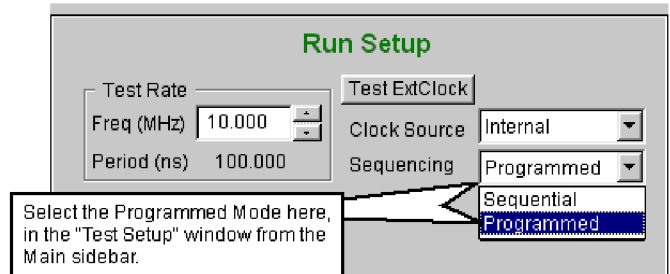 Run Setup
Test Rate
Freq (MHz) 10.000
Period (ns) 100.000
Test ExtClock
Clock Source Internal
Sequencing Programmed
Sequential
Programmed
Select the Programmed Mode here,
in the "Test Setup" window from the
Main sidebar.